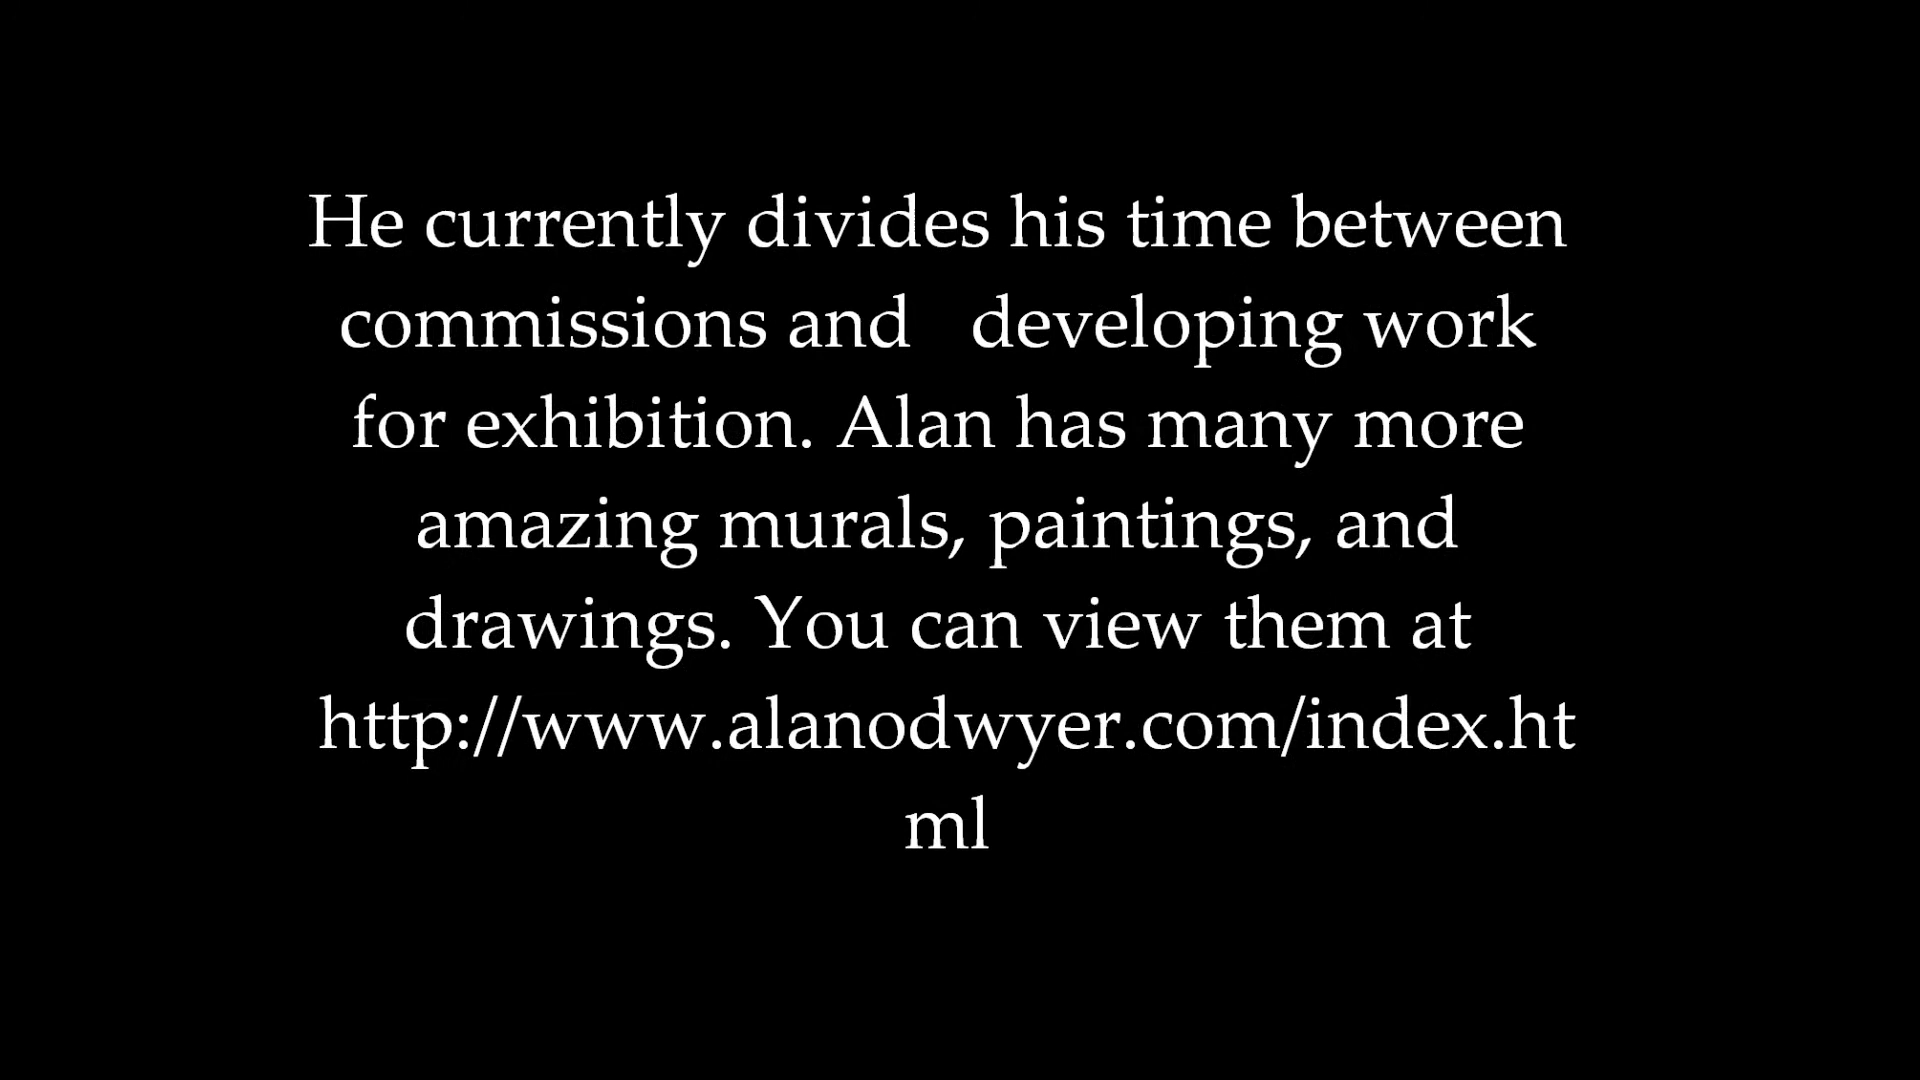 He currently divides his time between
commissions and   developing work
for exhibition. Alan has many more
amazing murals, paintings, and
drawings. You can view them at
http://www.alanodwyer.com/index.ht
ml